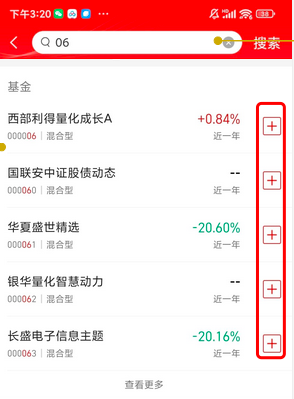 下午3:20
06
搜索
基金
西部利得量化成长A +0.84%
000006 | 混合型 近一年
国联安中证股债动态 --
000060 | 混合型 近一年
华夏盛世精选 -20.60%
000061 | 混合型 近一年
银华量化智慧动力 --
000062 | 混合型 近一年
长盛电子信息主题 -20.16%
000063 | 混合型 近一年
查看更多